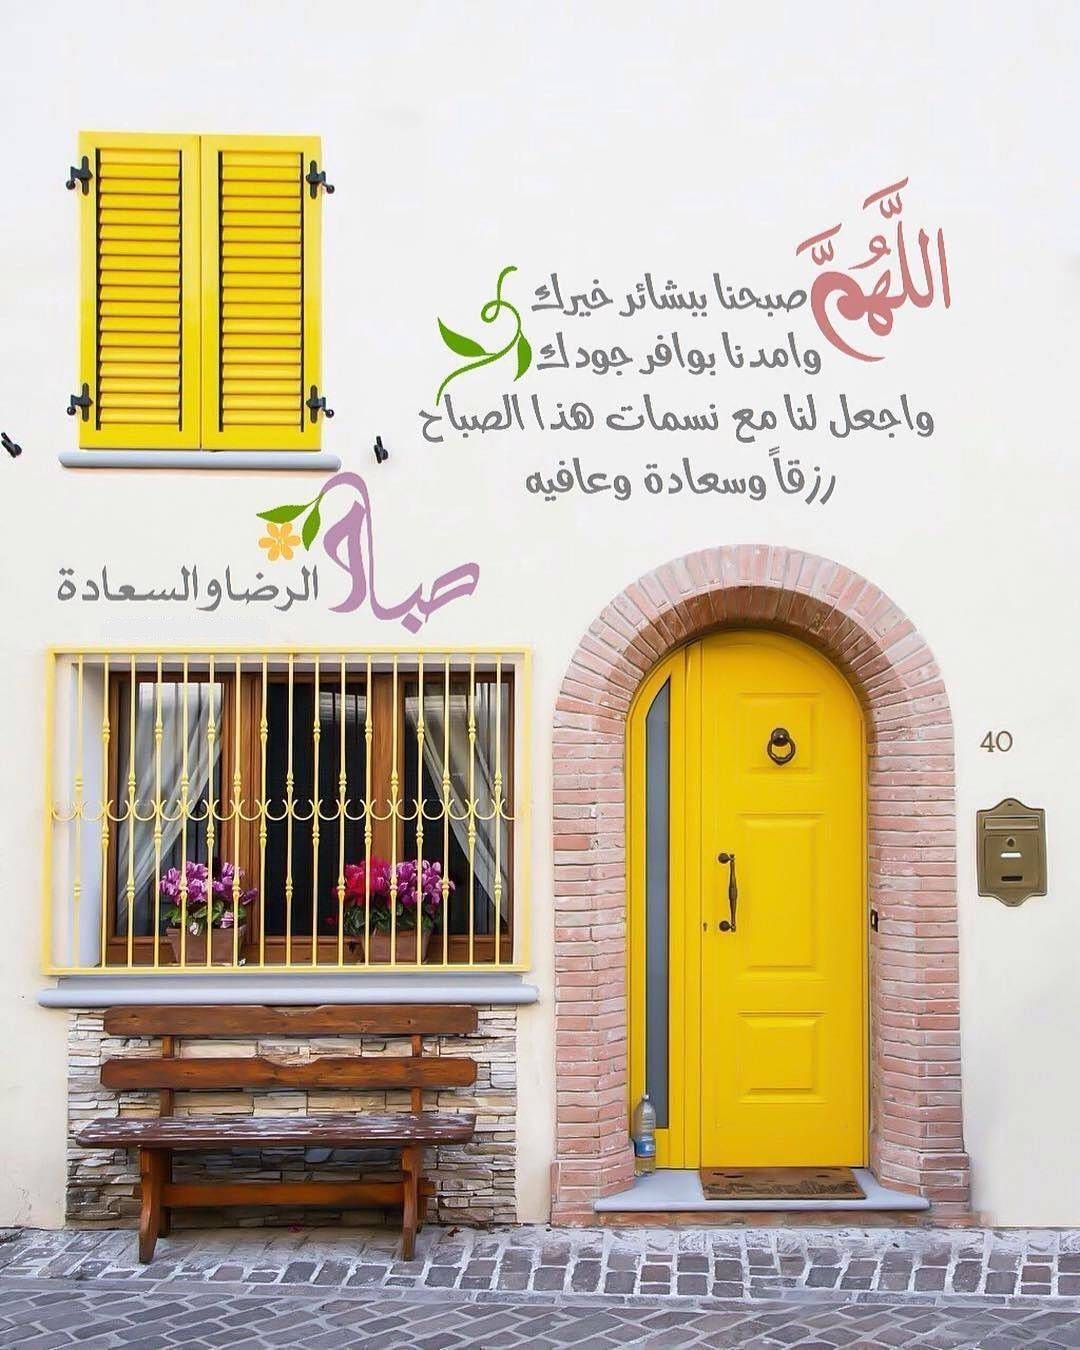 اللَّهُمَّ صبحنا ببشائر خيرك
وامدنا بوافر جودك
واجعل لنا مع نسمات هذا الصباح
رزقاً وسعادة وعافيه
صباح الرضا والسعادة
40